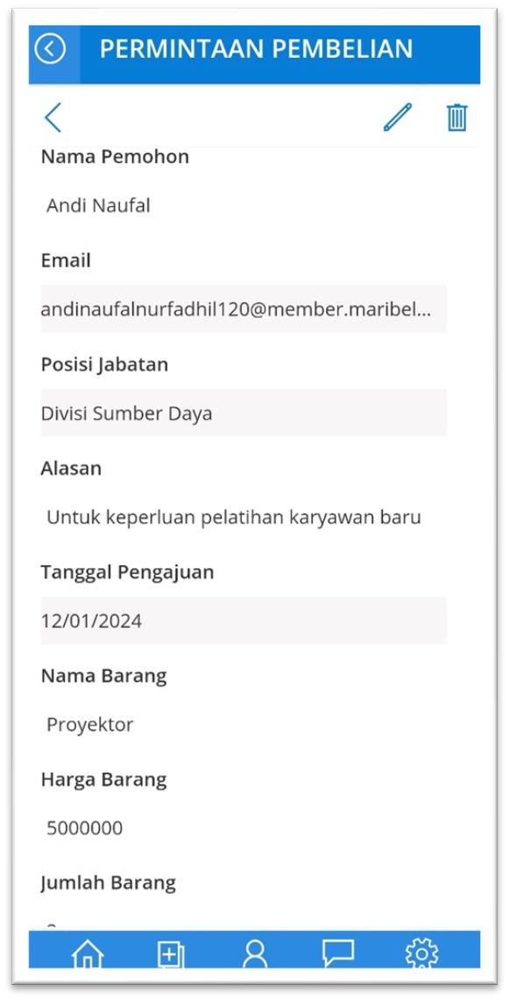 PERMINTAAN PEMBELIAN
Nama Pemohon
Andi Naufal
Email
andinaufalnurfadhil120@member.maribel...
Posisi Jabatan
Divisi Sumber Daya
Alasan
Untuk keperluan pelatihan karyawan baru
Tanggal Pengajuan
12/01/2024
Nama Barang
Proyektor
Harga Barang
5000000
Jumlah Barang